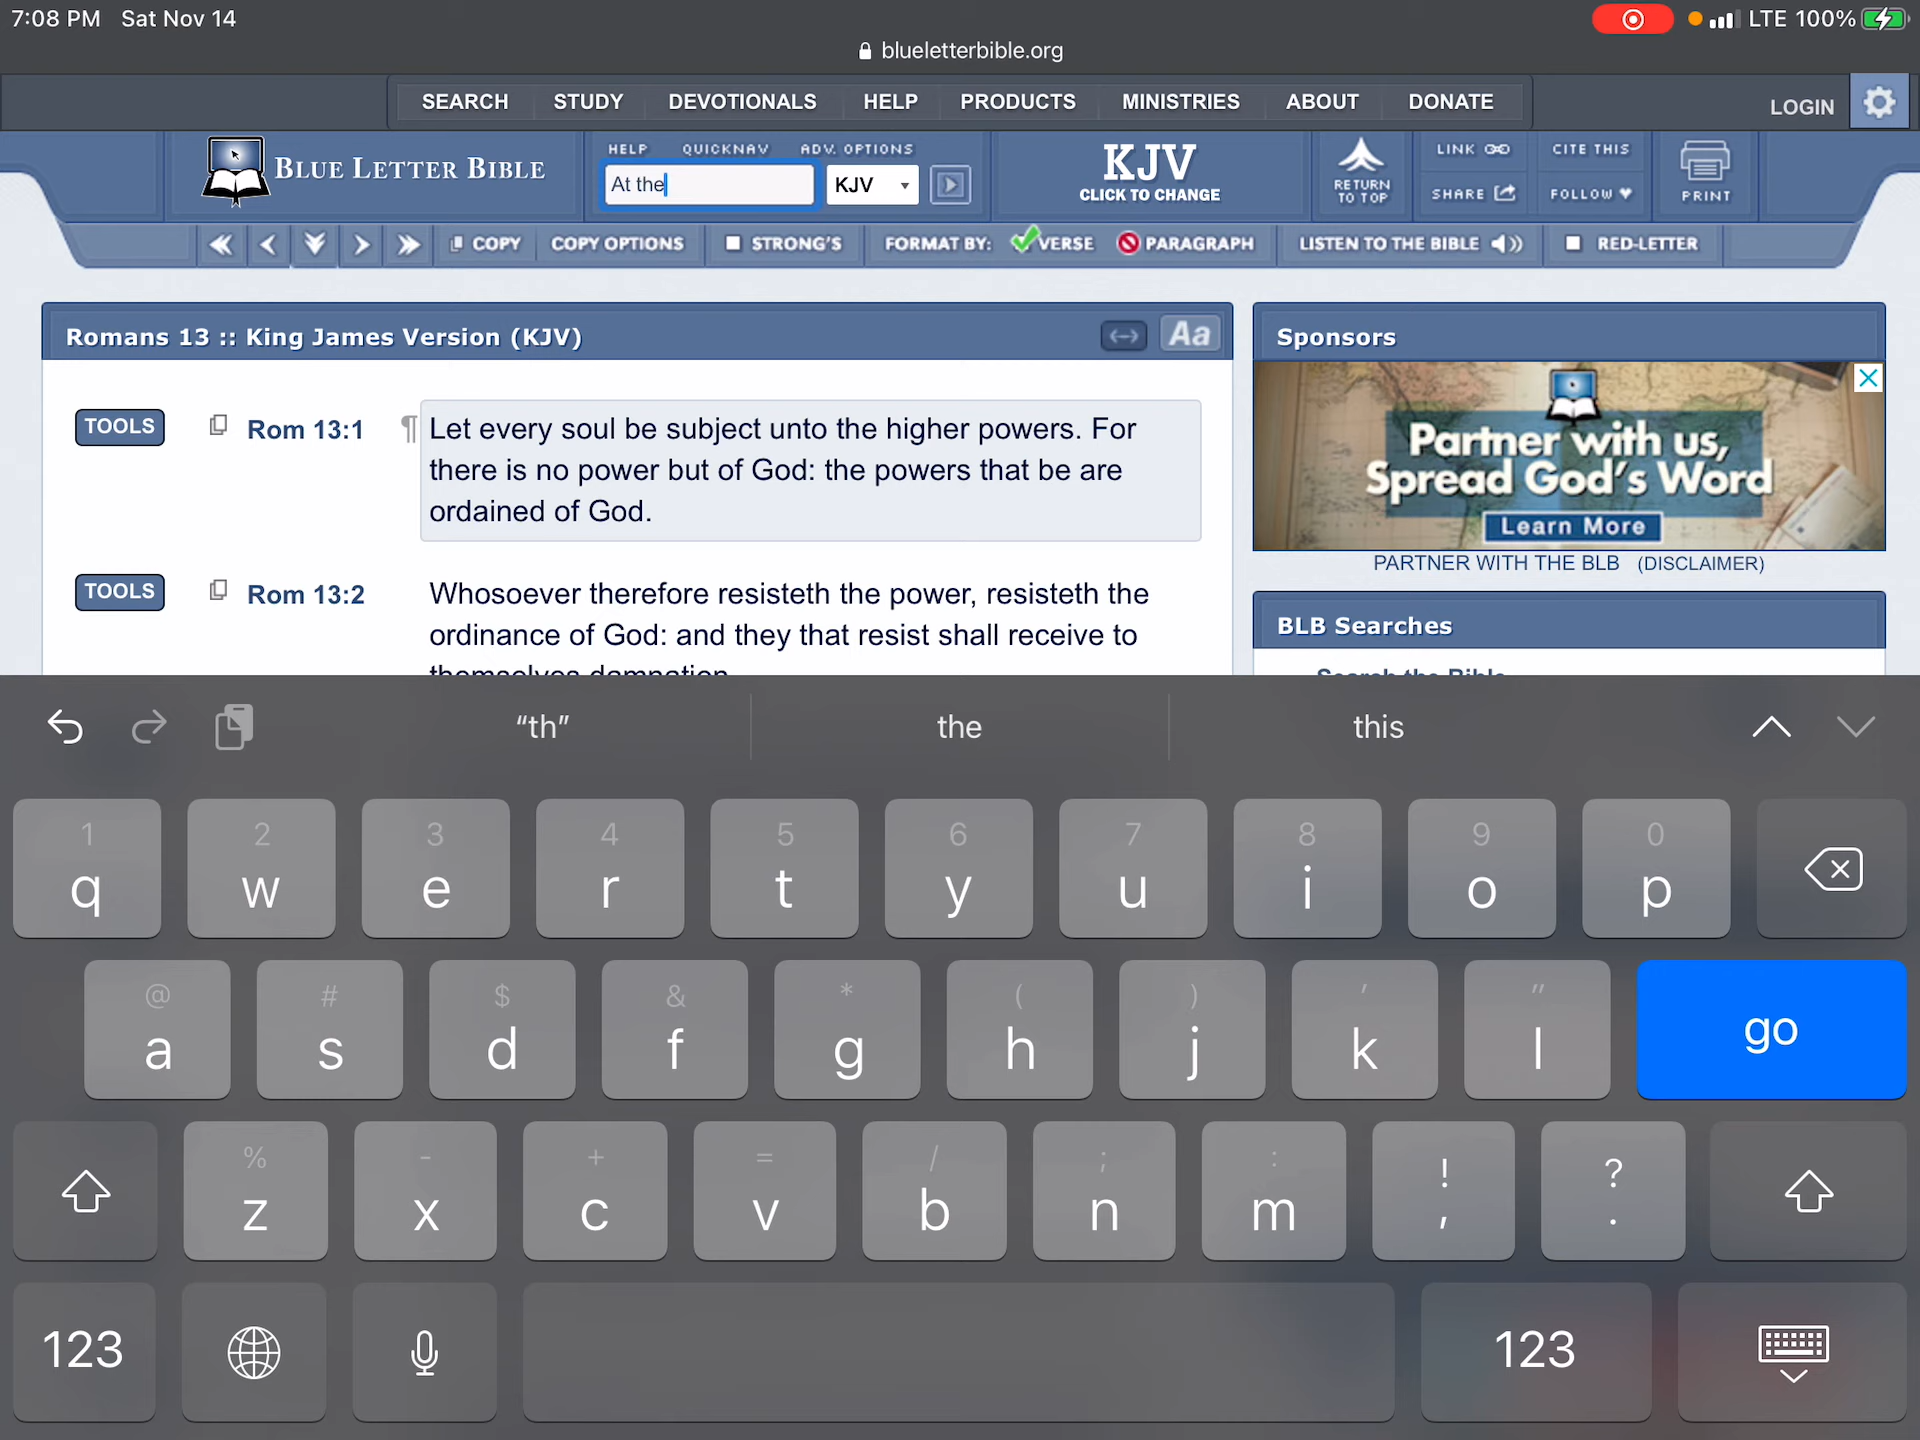 7:08 PM Sat Nov 14
LTE 100%
blueletterbible.org
SEARCH STUDY DEVOTIONALS HELP PRODUCTS MINISTRIES ABOUT DONATE
LOGIN
BLUE LETTER BIBLE
HELP QUICKNAV ADV. OPTIONS
At the KJV
KJV
CLICK TO CHANGE
RETURN
TO TOP
LINK CITE THIS
SHARE FOLLOW
PRINT
COPY COPY OPTIONS STRONG'S FORMAT BY: VERSE PARAGRAPH LISTEN TO THE BIBLE RED-LETTER
Romans 13 :: King James Version (KJV)
Aa
TOOLS Rom 13:1 ¶ Let every soul be subject unto the higher powers. For
there is no power but of God: the powers that be are
ordained of God.
TOOLS Rom 13:2 Whosoever therefore resisteth the power, resisteth the
ordinance of God: and they that resist shall receive to
themselves damnation
Sponsors
Partner with us,
Spread God's Word
Learn More
PARTNER WITH THE BLB (DISCLAIMER)
BLB Searches
Search the Bible
“th” the this
1 2 3 4 5 6 7 8 9 0
q w e r t y u i o p
@ # $ & * ( ) ' "
a s d f g h j k l go
% - + = / ; : ! ?
z x c v b n m , .
123 123